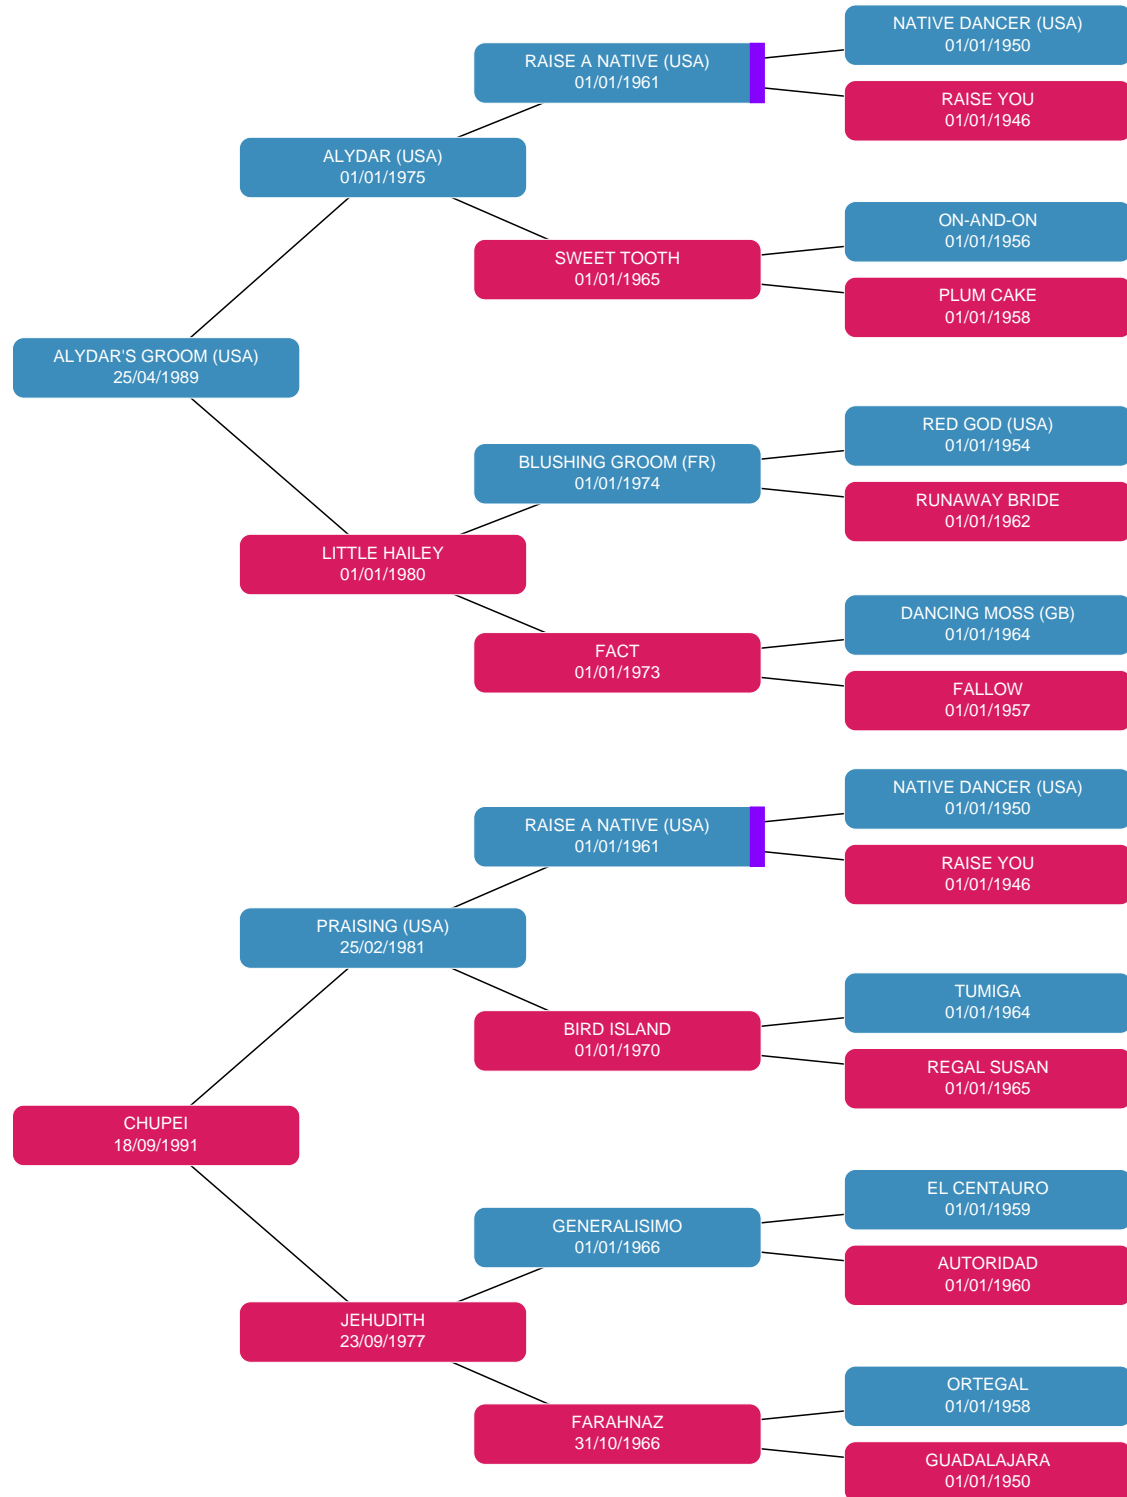 NATIVE DANCER (USA)
01/01/1950
RAISE A NATIVE (USA)
01/01/1961
RAISE YOU
01/01/1946
ALYDAR (USA)
01/01/1975
ON-AND-ON
01/01/1956
SWEET TOOTH
01/01/1965
PLUM CAKE
01/01/1958
ALYDAR'S GROOM (USA)
25/04/1989
RED GOD (USA)
01/01/1954
BLUSHING GROOM (FR)
01/01/1974
RUNAWAY BRIDE
01/01/1962
LITTLE HAILEY
01/01/1980
DANCING MOSS (GB)
01/01/1964
FACT
01/01/1973
FALLOW
01/01/1957
NATIVE DANCER (USA)
01/01/1950
RAISE A NATIVE (USA)
01/01/1961
RAISE YOU
01/01/1946
PRAISING (USA)
25/02/1981
TUMIGA
01/01/1964
BIRD ISLAND
01/01/1970
REGAL SUSAN
01/01/1965
CHUPEI
18/09/1991
EL CENTAURO
01/01/1959
GENERALISIMO
01/01/1966
AUTORIDAD
01/01/1960
JEHUDITH
23/09/1977
ORTEGAL
01/01/1958
FARAHNAZ
31/10/1966
GUADALAJARA
01/01/1950